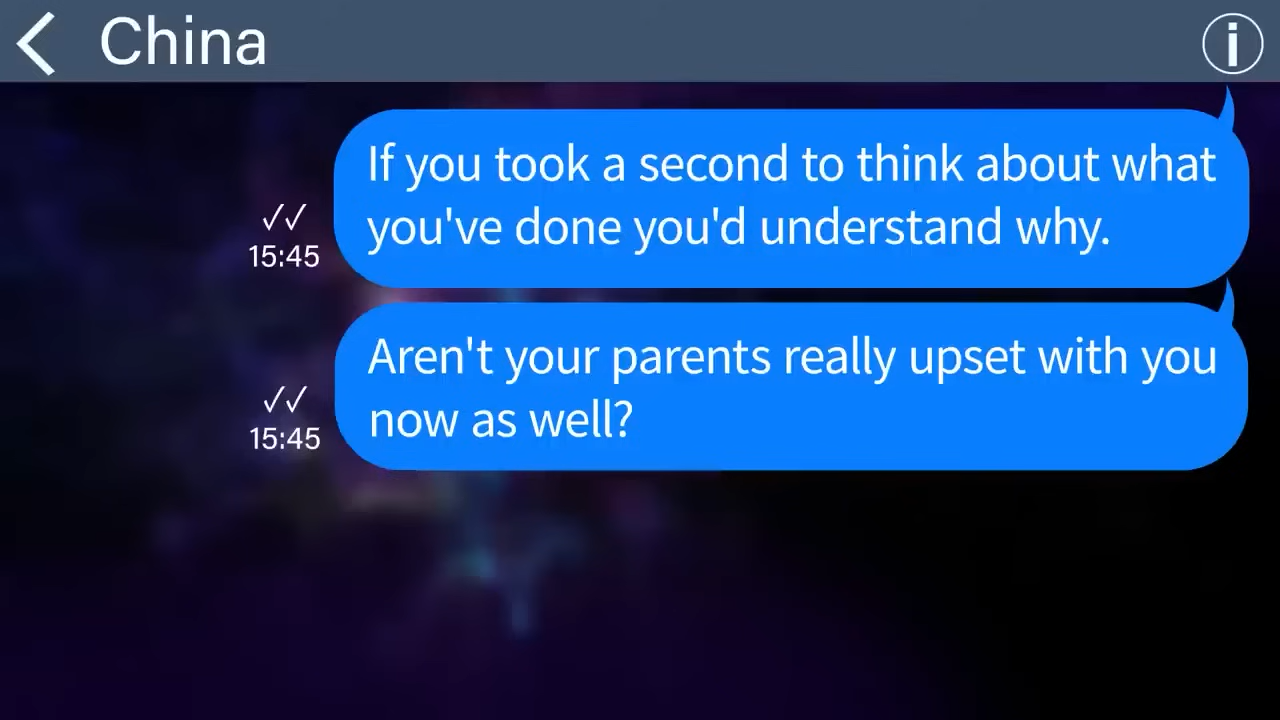 China
If you took a second to think about what
you've done you'd understand why.
✓✓
15:45
Aren't your parents really upset with you
now as well?
✓✓
15:45